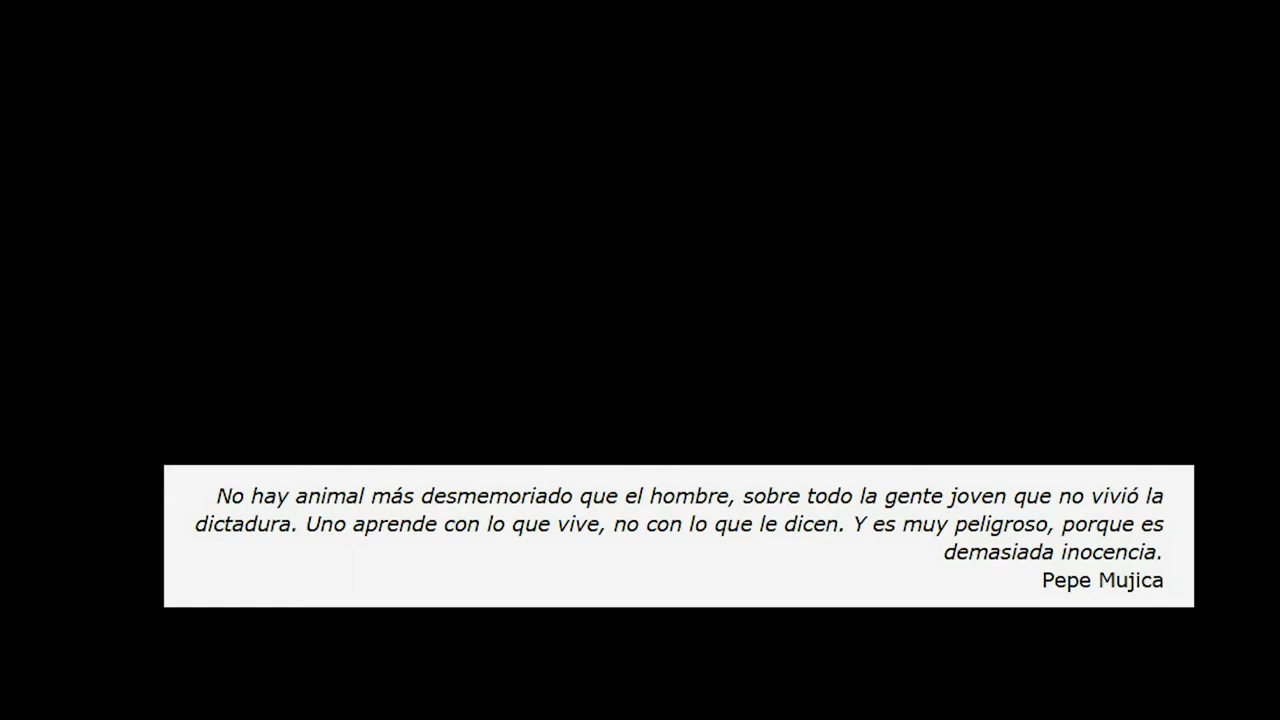 No hay animal más desmemoriado que el hombre, sobre todo la gente joven que no vivió la
dictadura. Uno aprende con lo que vive, no con lo que le dicen. Y es muy peligroso, porque es
demasiada inocencia.
Pepe Mujica